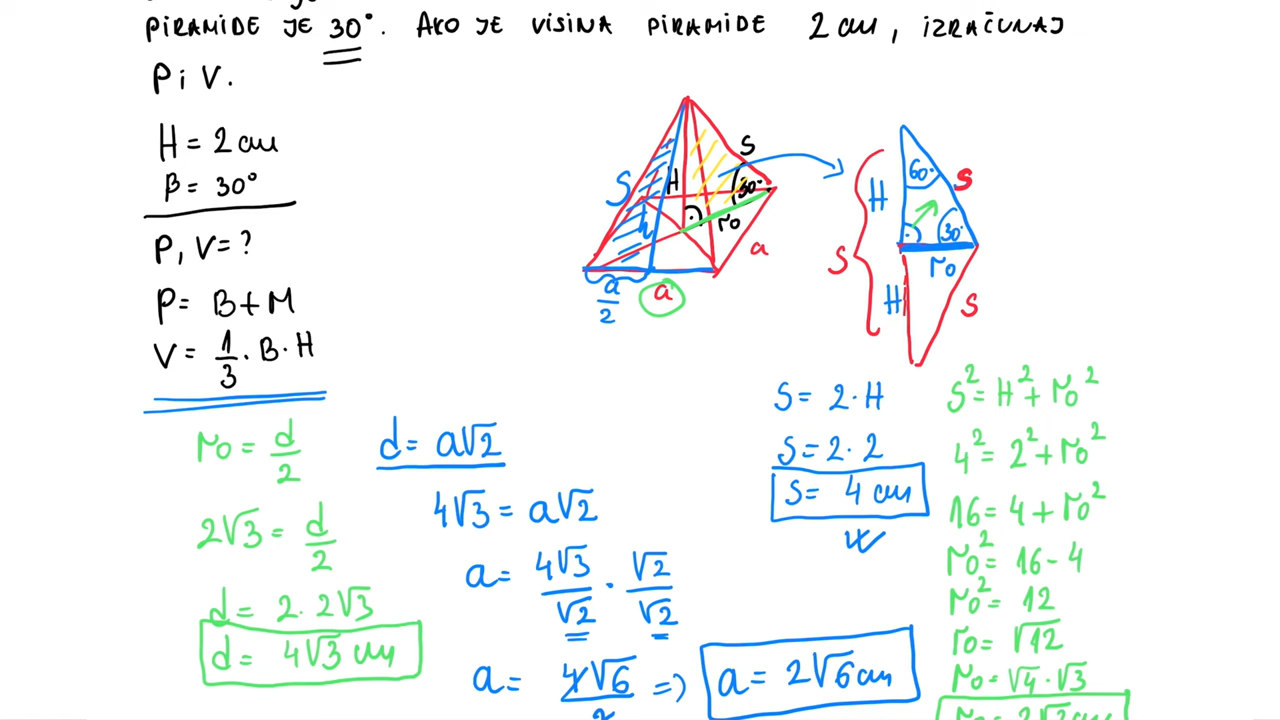 PIRAMIDE JE 30°. AKO JE VISINA PIRAMIDE 2 cm, IZRAČUNAJ
P i V.
H = 2 cm
β = 30°
P, V = ?
P = B + M
V = 1/3 · B · H
S
H
S
30°
r0
h
a
a/2
a
60°
H
S
30°
r0
S
H
S
r0 = d/2
2√3 = d/2
d = 2 · 2√3
d = 4√3 cm
d = a√2
4√3 = a√2
a = 4√3/√2 · √2/√2
a = 4√6/2 => a = 2√6 cm
S = 2 · H
S = 2 · 2
S = 4 cm
S² = H² + r0²
4² = 2² + r0²
16 = 4 + r0²
r0² = 16 - 4
r0² = 12
r0 = √12
r0 = √4 · √3